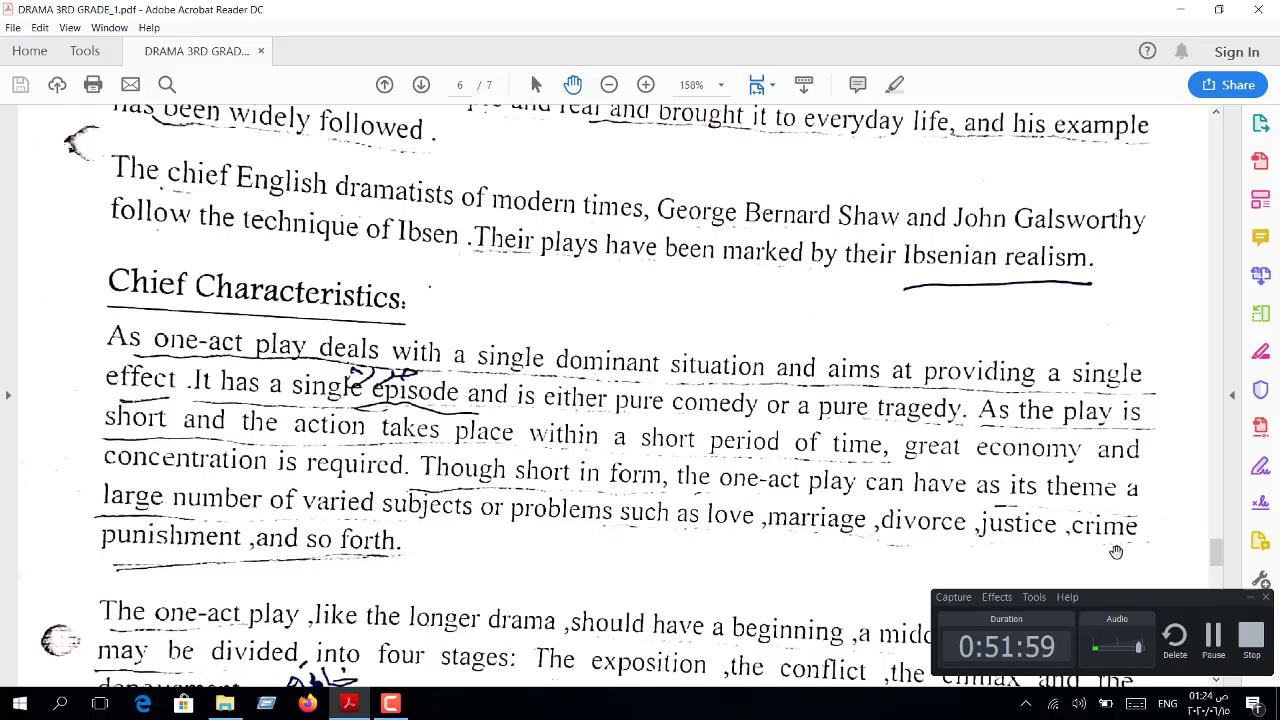 DRAMA 3RD GRADE_1.pdf - Adobe Acrobat Reader DC
File Edit View Window Help
Home Tools DRAMA 3RD GRAD... × Sign In
6 / 7 158% Share
and real and brought it to everyday life, and his example
has been widely followed .
The chief English dramatists of modern times, George Bernard Shaw and John Galsworthy
follow the technique of Ibsen .Their plays have been marked by their Ibsenian realism.
Chief Characteristics:
As one-act play deals with a single dominant situation and aims at providing a single
effect .It has a single episode and is either pure comedy or a pure tragedy. As the play is
short and the action takes place within a short period of time, great economy and
concentration is required. Though short in form, the one-act play can have as its theme a
large number of varied subjects or problems such as love ,marriage ,divorce ,justice ,crime
punishment ,and so forth.
The one-act play ,like the longer drama ,should have a beginning ,a
may be divided into four stages: The exposition ,the conflict ,the climax and the
Capture Effects Tools Help
Duration
0:51:59
Audio
Delete Pause Stop
ENG
01:24 ص
٢٠٢٠/٠٦/١٥